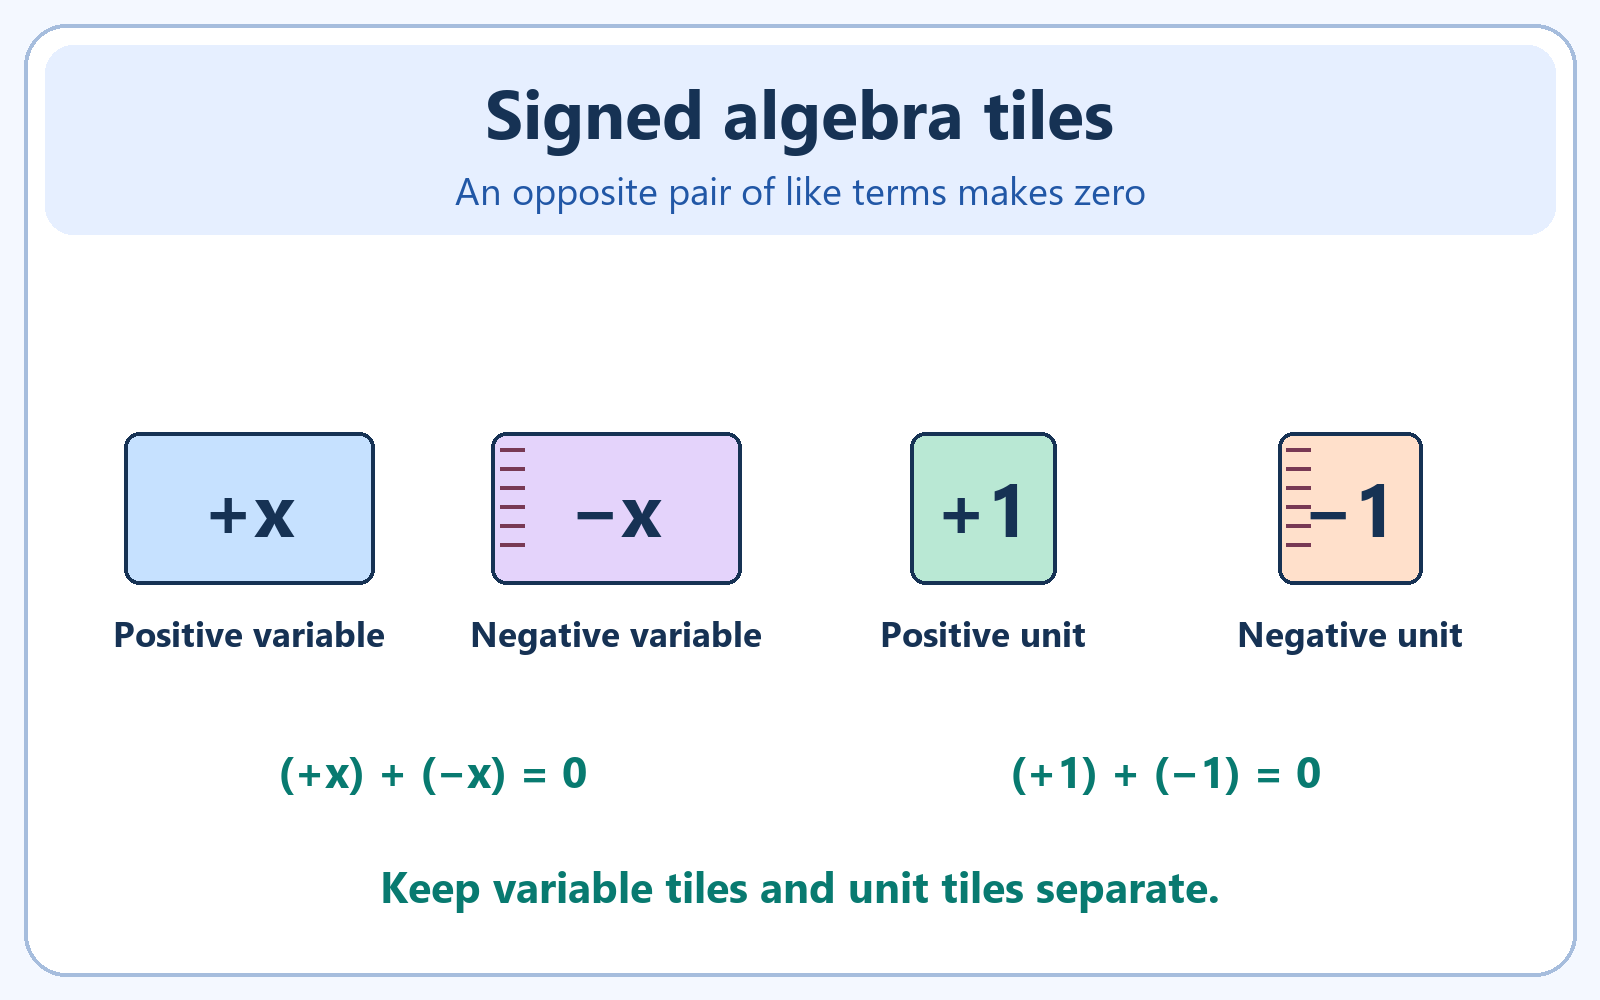 Signed algebra tiles
An opposite pair of like terms makes zero
+x
−x
+1
−1
Positive variable
Negative variable
Positive unit
Negative unit
(+x) + (−x) = 0
(+1) + (−1) = 0
Keep variable tiles and unit tiles separate.